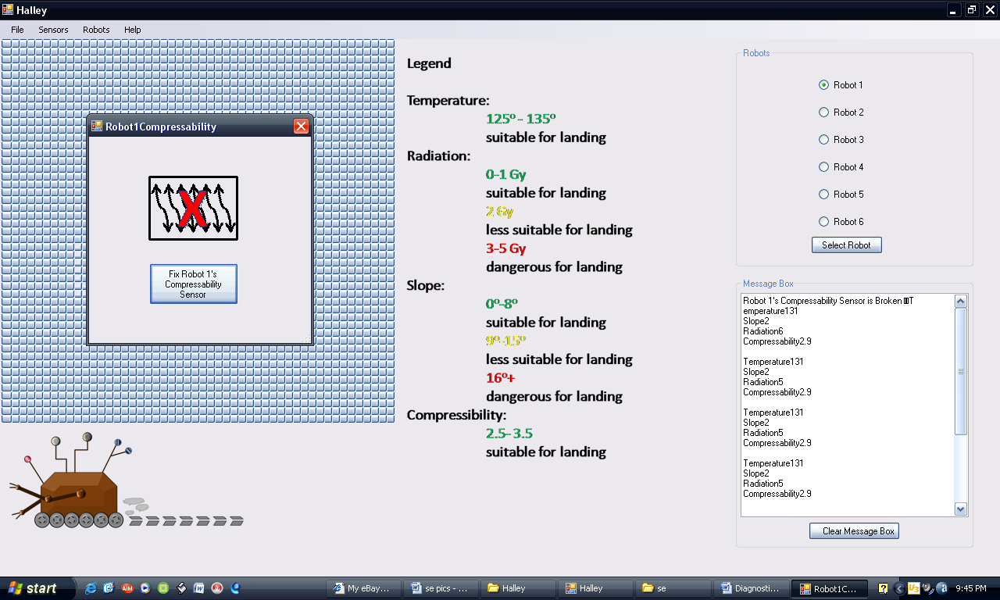 Halley
File Sensors Robots Help
Robot1Compressability
X
Fix Robot 1's
Compressability
Sensor
Legend
Temperature:
125º - 135º
suitable for landing
Radiation:
0-1 Gy
suitable for landing
2 Gy
less suitable for landing
3-5 Gy
dangerous for landing
Slope:
0º-8º
suitable for landing
9º-15º
less suitable for landing
16º+
dangerous for landing
Compressibility:
2.5- 3.5
suitable for landing
Robots
Robot 1
Robot 2
Robot 3
Robot 4
Robot 5
Robot 6
Select Robot
Message Box
Robot 1's Compressability Sensor is Broken T
emperature131
Slope2
Radiation6
Compressability2.9
Temperature131
Slope2
Radiation5
Compressability2.9
Temperature131
Slope2
Radiation5
Compressability2.9
Temperature131
Slope2
Radiation5
Compressability2.9
Clear Message Box
start
AIM
W
My eBay...
se pics - ...
Halley
Halley
se
Diagnosti...
Robot1C...
?
U3
9:45 PM